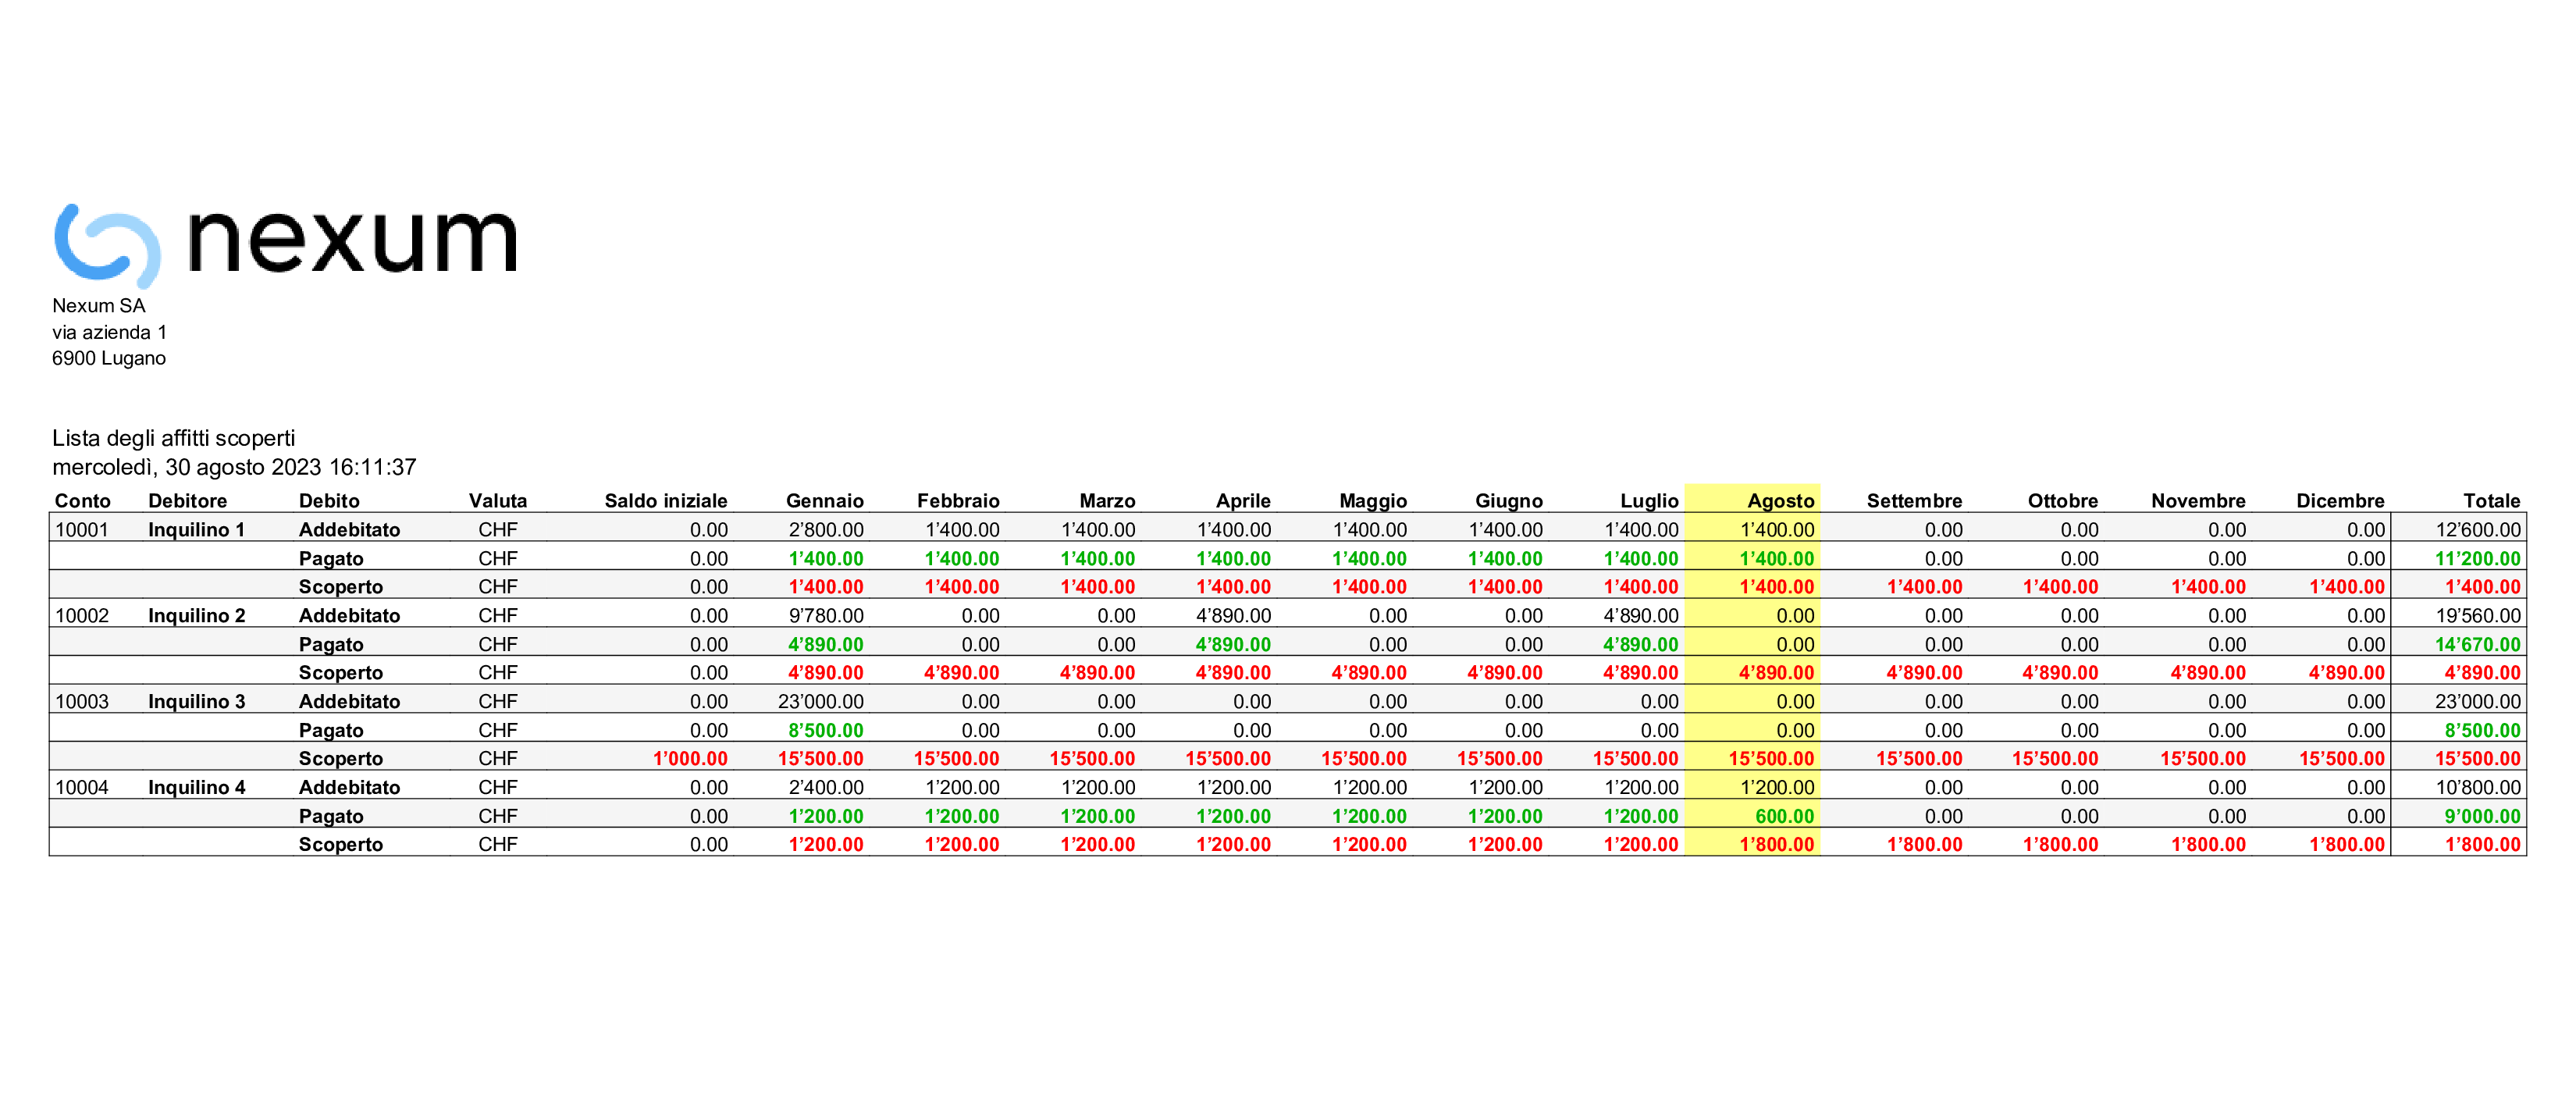 nexum
Nexum SA
via azienda 1
6900 Lugano
Lista degli affitti scoperti
mercoledì, 30 agosto 2023 16:11:37
Conto Debitore Debito Valuta Saldo iniziale Gennaio Febbraio Marzo Aprile Maggio Giugno Luglio Agosto Settembre Ottobre Novembre Dicembre Totale
10001 Inquilino 1 Addebitato CHF 0.00 2’800.00 1’400.00 1’400.00 1’400.00 1’400.00 1’400.00 1’400.00 1’400.00 0.00 0.00 0.00 0.00 12’600.00
Pagato CHF 0.00 1’400.00 1’400.00 1’400.00 1’400.00 1’400.00 1’400.00 1’400.00 1’400.00 0.00 0.00 0.00 0.00 11’200.00
Scoperto CHF 0.00 1’400.00 1’400.00 1’400.00 1’400.00 1’400.00 1’400.00 1’400.00 1’400.00 1’400.00 1’400.00 1’400.00 1’400.00 1’400.00
10002 Inquilino 2 Addebitato CHF 0.00 9’780.00 0.00 0.00 4’890.00 0.00 0.00 4’890.00 0.00 0.00 0.00 0.00 0.00 19’560.00
Pagato CHF 0.00 4’890.00 0.00 0.00 4’890.00 0.00 0.00 4’890.00 0.00 0.00 0.00 0.00 0.00 14’670.00
Scoperto CHF 0.00 4’890.00 4’890.00 4’890.00 4’890.00 4’890.00 4’890.00 4’890.00 4’890.00 4’890.00 4’890.00 4’890.00 4’890.00 4’890.00
10003 Inquilino 3 Addebitato CHF 0.00 23’000.00 0.00 0.00 0.00 0.00 0.00 0.00 0.00 0.00 0.00 0.00 0.00 23’000.00
Pagato CHF 0.00 8’500.00 0.00 0.00 0.00 0.00 0.00 0.00 0.00 0.00 0.00 0.00 0.00 8’500.00
Scoperto CHF 1’000.00 15’500.00 15’500.00 15’500.00 15’500.00 15’500.00 15’500.00 15’500.00 15’500.00 15’500.00 15’500.00 15’500.00 15’500.00 15’500.00
10004 Inquilino 4 Addebitato CHF 0.00 2’400.00 1’200.00 1’200.00 1’200.00 1’200.00 1’200.00 1’200.00 1’200.00 0.00 0.00 0.00 0.00 10’800.00
Pagato CHF 0.00 1’200.00 1’200.00 1’200.00 1’200.00 1’200.00 1’200.00 1’200.00 600.00 0.00 0.00 0.00 0.00 9’000.00
Scoperto CHF 0.00 1’200.00 1’200.00 1’200.00 1’200.00 1’200.00 1’200.00 1’200.00 1’800.00 1’800.00 1’800.00 1’800.00 1’800.00 1’800.00